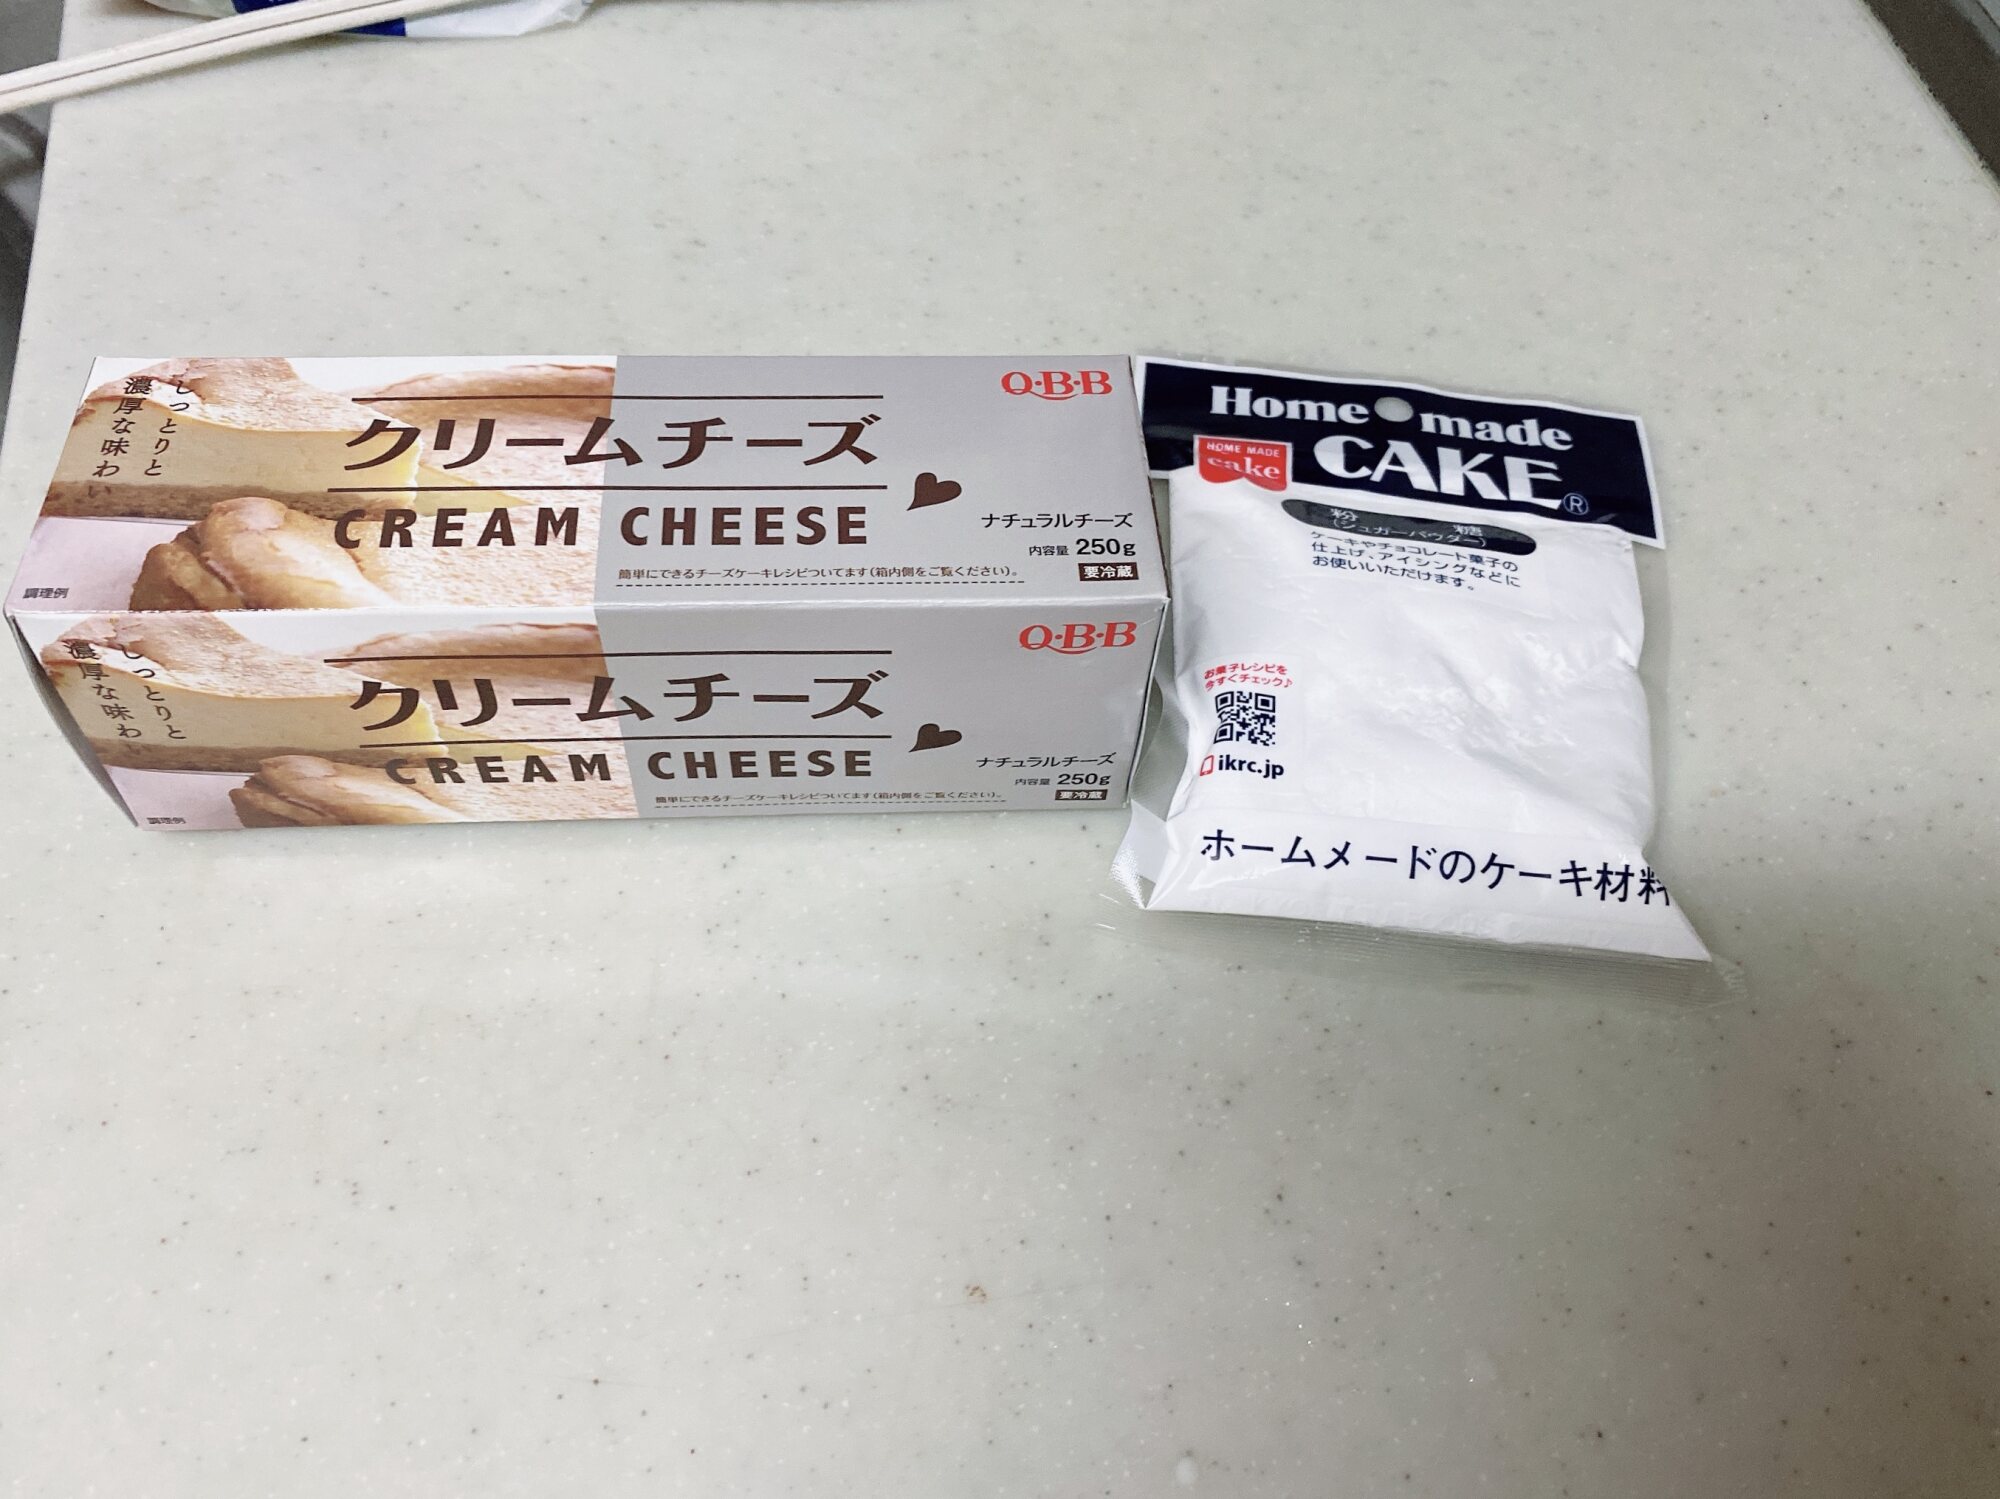 しっとりと
濃厚な味わい
クリームチーズ
CREAM CHEESE
Q・B・B
ナチュラルチーズ
内容量 250g
要冷蔵
簡単にできるチーズケーキレシピついてます(箱内側をご覧ください)。
調理例
しっとりと
濃厚な味わ
クリームチーズ
CREAM CHEESE
Q・B・B
ナチュラルチーズ
内容量 250g
要冷蔵
簡単にできるチーズケーキレシピついてます(箱内側をご覧ください)。
調理例
Home made
CAKE®
HOME MADE
cake
粉糖
(シュガーパウダー)
ケーキやチョコレート菓子の
仕上げ、アイシングなどに
お使いいただけます。
お菓子レシピを
今すぐチェック♪
ikrc.jp
ホームメードのケーキ材料